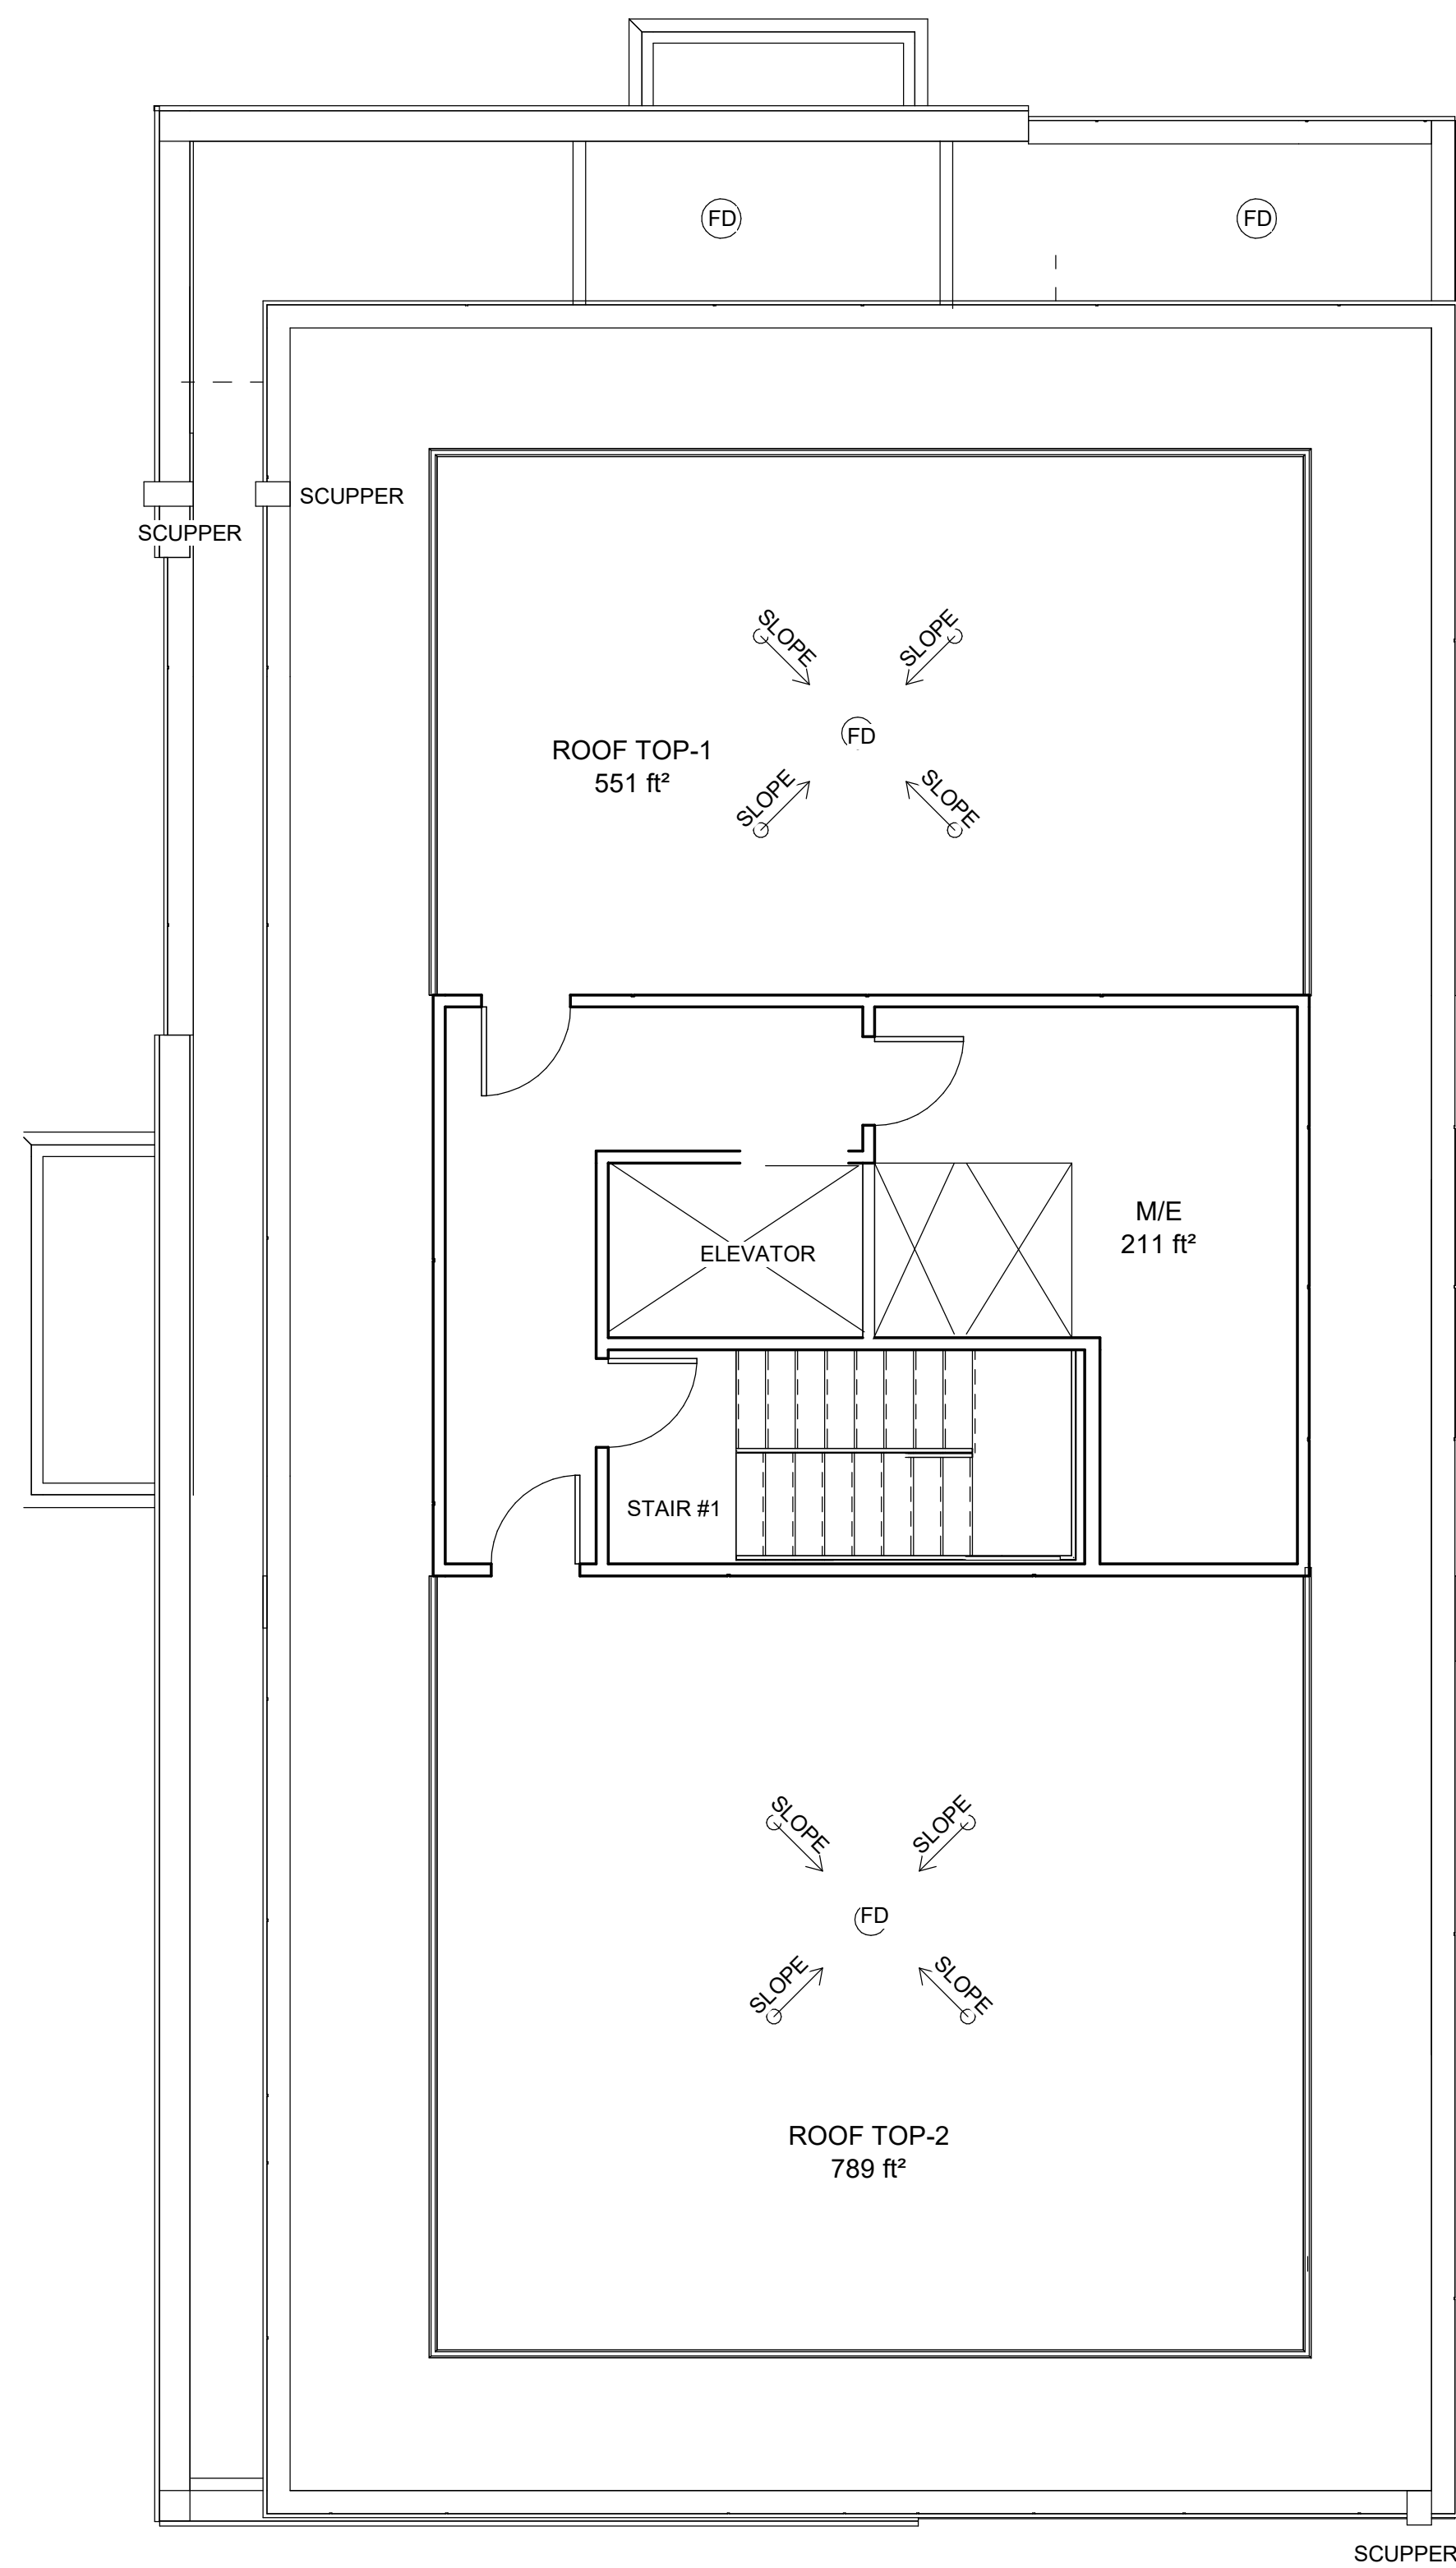 FD
FD
SCUPPER
SCUPPER
SLOPE
SLOPE
FD
ROOF TOP-1
551 ft²
SLOPE
SLOPE
M/E
211 ft²
ELEVATOR
STAIR #1
SLOPE
SLOPE
FD
SLOPE
SLOPE
ROOF TOP-2
789 ft²
SCUPPER